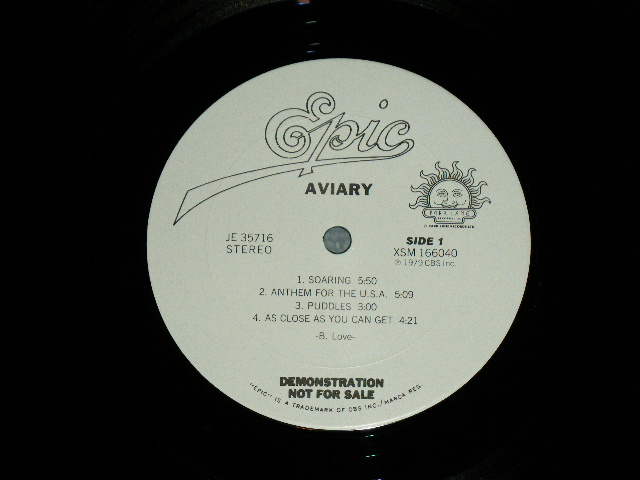 Epic
AVIARY
PARK LANE
JE 35716
STEREO
SIDE 1
XSM 166040
℗ 1979 CBS Inc.
1. SOARING 5:50
2. ANTHEM FOR THE U.S.A. 5:09
3. PUDDLES 3:00
4. AS CLOSE AS YOU CAN GET 4:21
-B. Love-
DEMONSTRATION
NOT FOR SALE
"EPIC" IS A TRADEMARK OF CBS INC./MARCA REG.